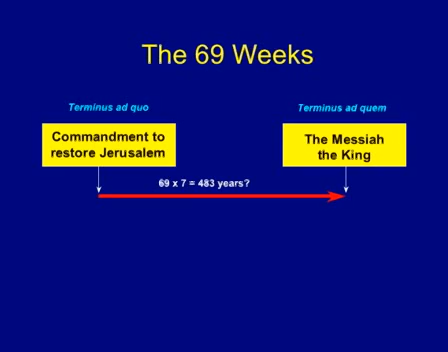 The 69 Weeks
Terminus ad quo
Terminus ad quem
Commandment to
restore Jerusalem
The Messiah
the King
69 x 7 = 483 years?